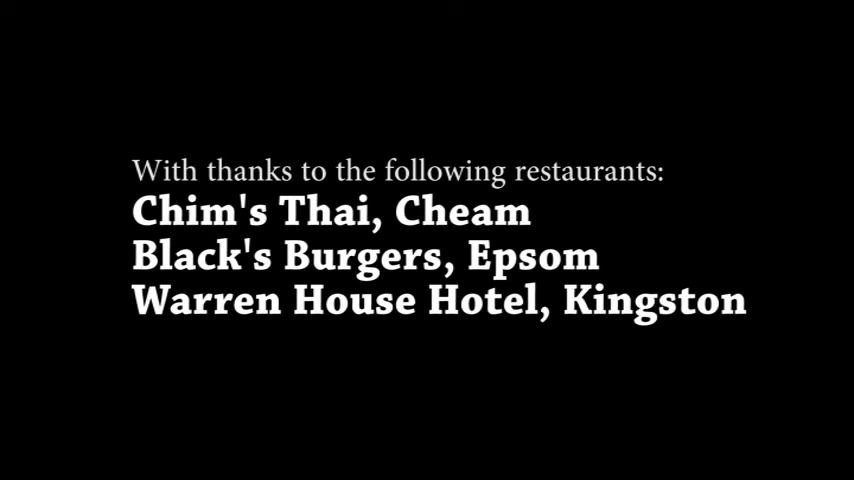 With thanks to the following restaurants:
Chim's Thai, Cheam
Black's Burgers, Epsom
Warren House Hotel, Kingston